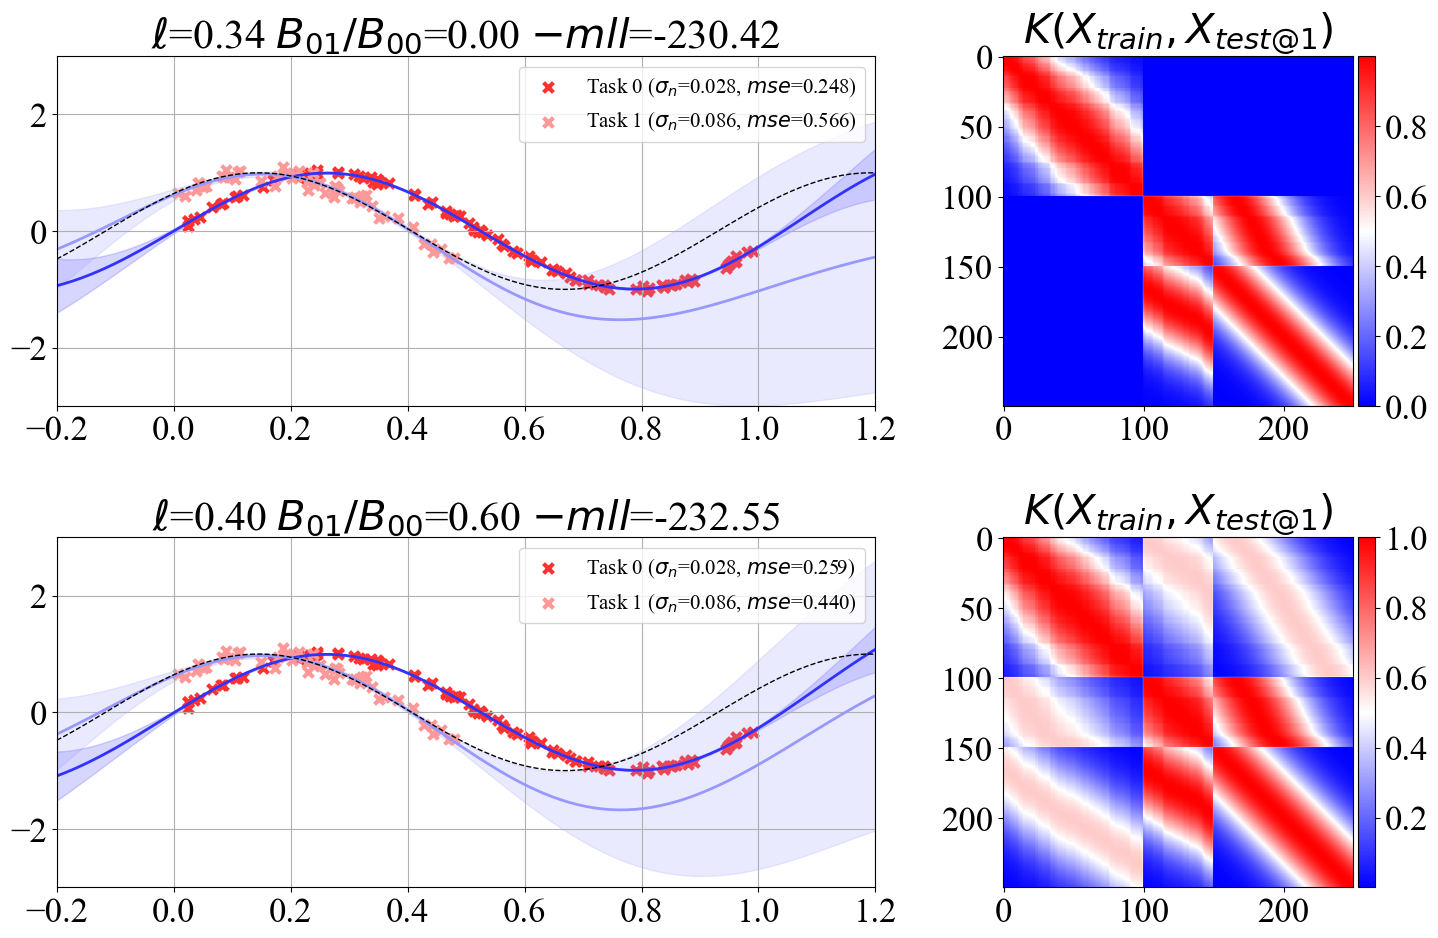 ℓ=0.34 B₀₁/B₀₀=0.00 −mll=-230.42
K(X_train, X_test@1)
Task 0 (σₙ=0.028, mse=0.248)
Task 1 (σₙ=0.086, mse=0.566)
2
0
−2
−0.2 0.0 0.2 0.4 0.6 0.8 1.0 1.2
0
50
100
150
200
0 100 200
0.8
0.6
0.4
0.2
0.0
ℓ=0.40 B₀₁/B₀₀=0.60 −mll=-232.55
K(X_train, X_test@1)
Task 0 (σₙ=0.028, mse=0.259)
Task 1 (σₙ=0.086, mse=0.440)
2
0
−2
−0.2 0.0 0.2 0.4 0.6 0.8 1.0 1.2
0
50
100
150
200
0 100 200
1.0
0.8
0.6
0.4
0.2